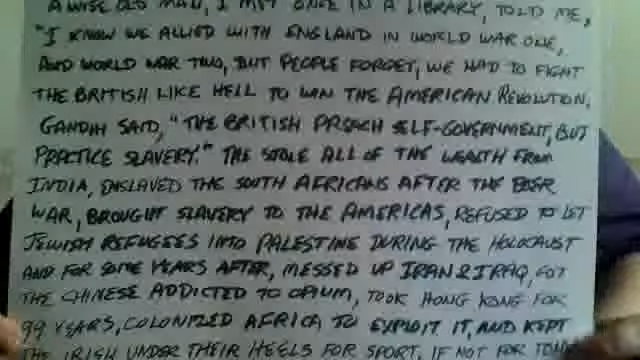 A WISE OLD MAN, I MET ONCE IN A LIBRARY, TOLD ME,
"I KNOW WE ALLIED WITH ENGLAND IN WORLD WAR ONE,
AND WORLD WAR TWO, BUT PEOPLE FORGET, WE HAD TO FIGHT
THE BRITISH LIKE HELL TO WIN THE AMERICAN REVOLUTION.
GANDHI SAID, "THE BRITISH PREACH SELF-GOVERNMENT, BUT
PRACTICE SLAVERY." THE STOLE ALL OF THE WEALTH FROM
INDIA, ENSLAVED THE SOUTH AFRICANS AFTER THE BOER
WAR, BROUGHT SLAVERY TO THE AMERICAS, REFUSED TO LET
JEWISH REFUGEES INTO PALESTINE DURING THE HOLOCAUST
AND FOR SOME YEARS AFTER, MESSED UP IRAN & IRAQ, GOT
THE CHINESE ADDICTED TO OPIUM, TOOK HONG KONG FOR
99 YEARS, COLONIZED AFRICA TO EXPLOIT IT, AND KEPT
THE IRISH UNDER THEIR HEELS FOR SPORT. IF NOT FOR